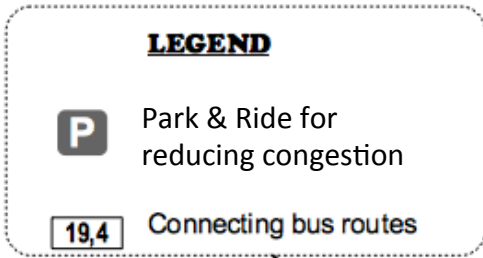 LEGEND
P Park & Ride for
reducing congestion
19,4 Connecting bus routes